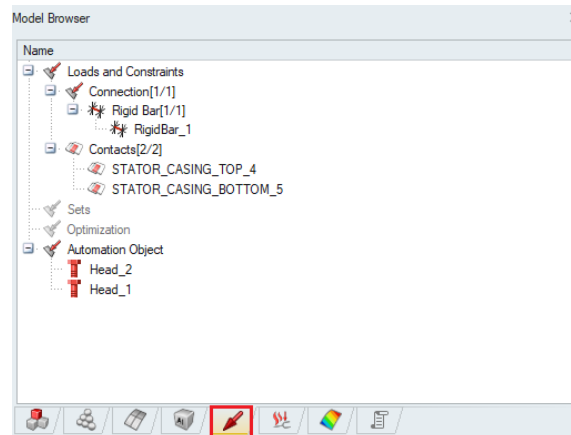 Model Browser
Name
Loads and Constraints
Connection[1/1]
Rigid Bar[1/1]
RigidBar_1
Contacts[2/2]
STATOR_CASING_TOP_4
STATOR_CASING_BOTTOM_5
Sets
Optimization
Automation Object
Head_2
Head_1